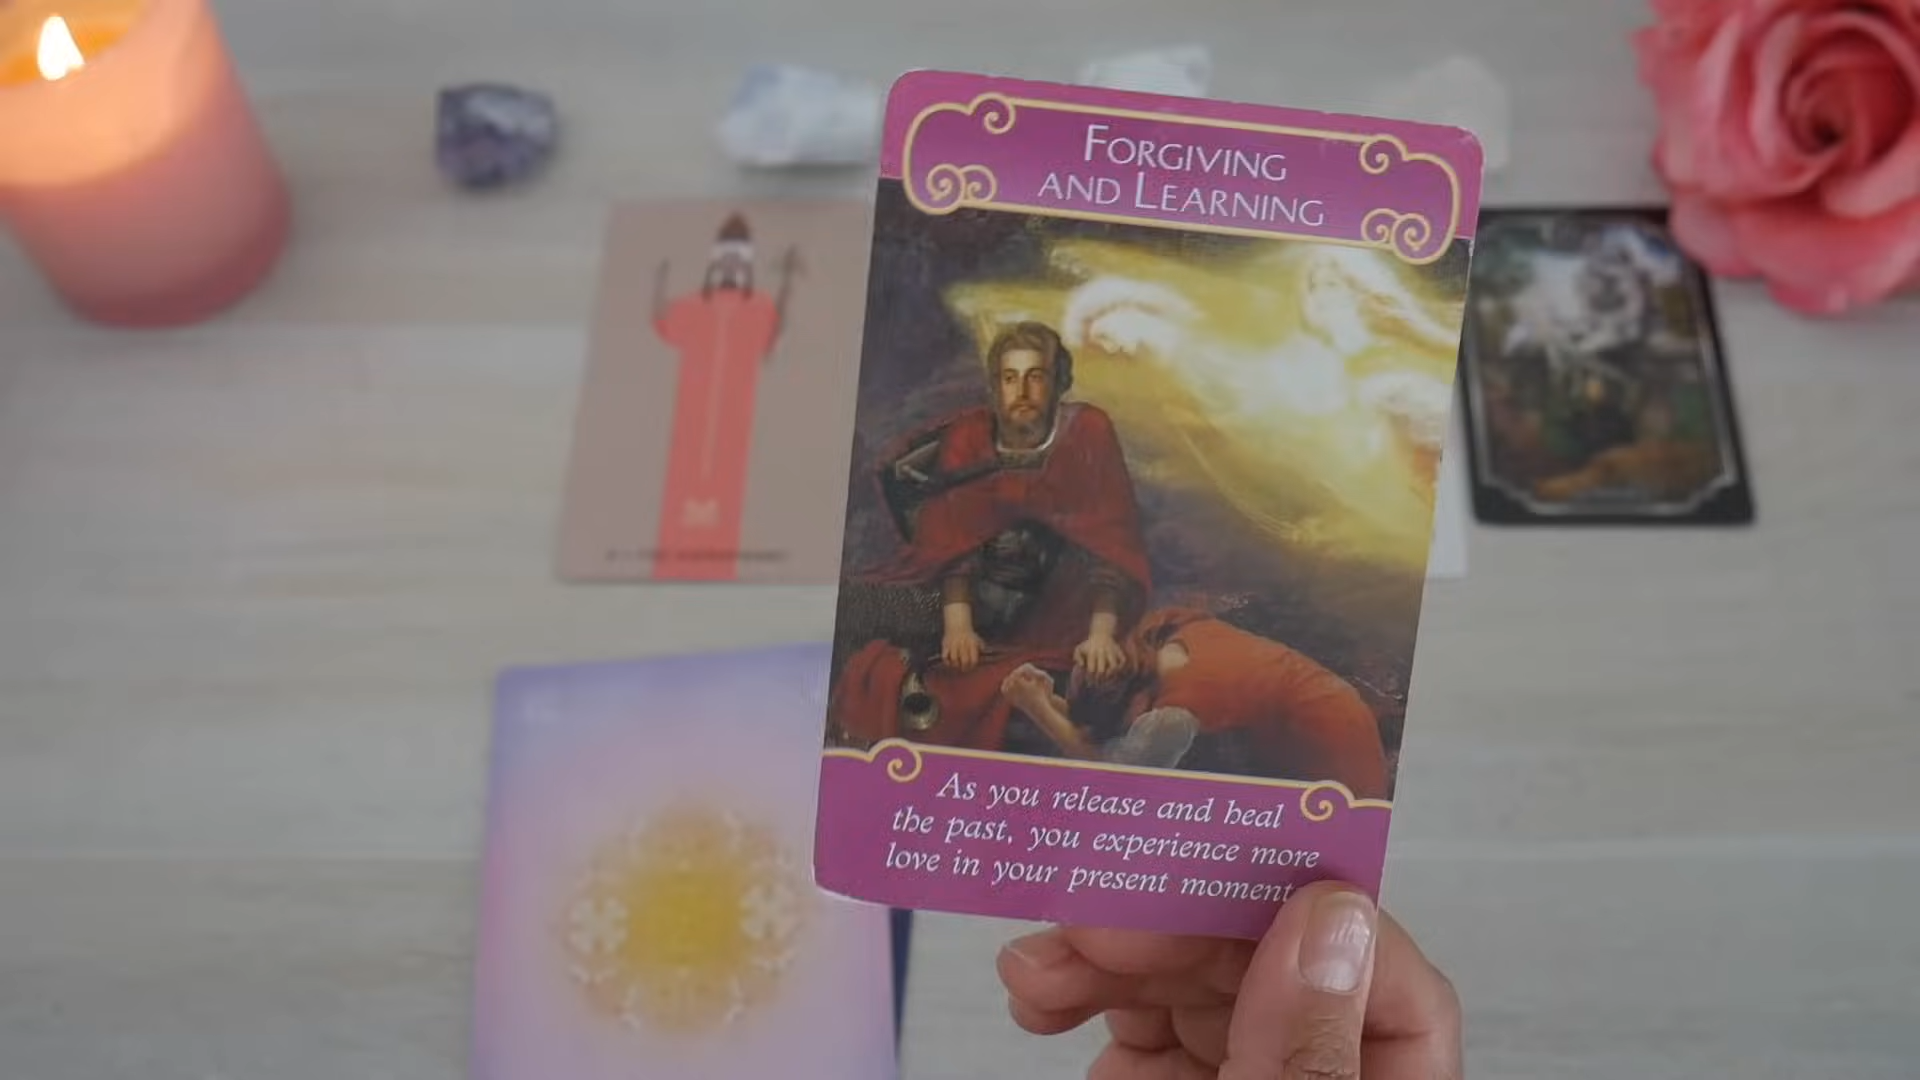 FORGIVING
AND LEARNING
As you release and heal
the past, you experience more
love in your present moment